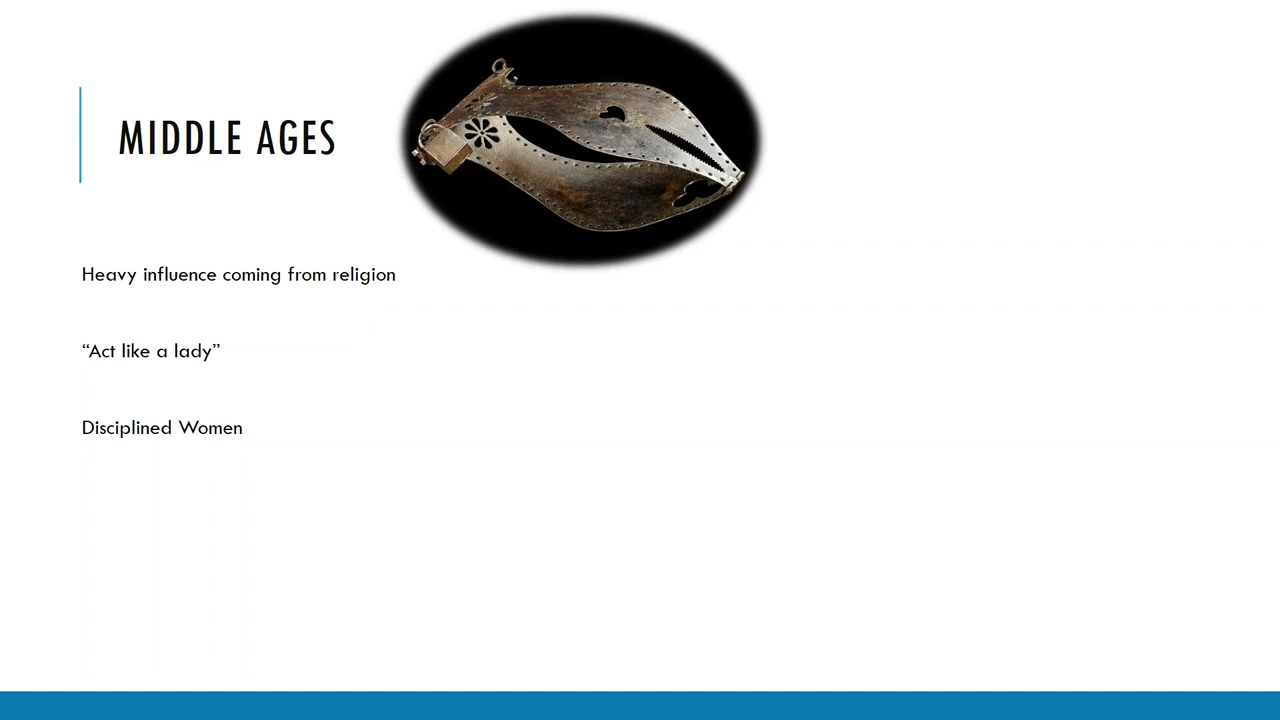 MIDDLE AGES
Heavy influence coming from religion
“Act like a lady”
Disciplined Women